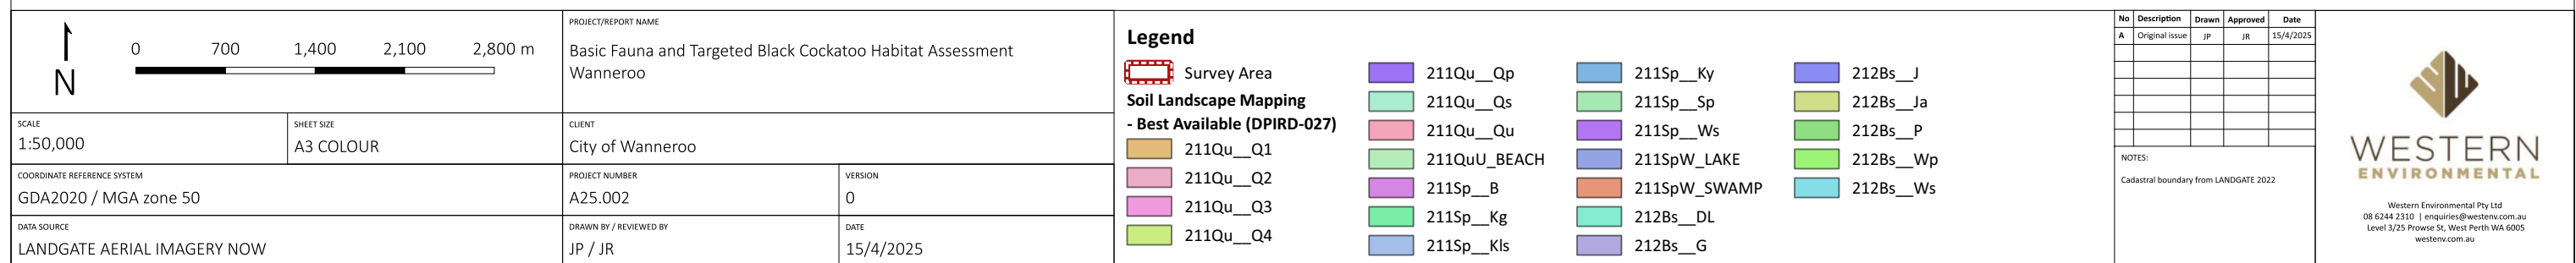 N
0 700 1,400 2,100 2,800 m
SCALE
1:50,000
SHEET SIZE
A3 COLOUR
COORDINATE REFERENCE SYSTEM
GDA2020 / MGA zone 50
DATA SOURCE
LANDGATE AERIAL IMAGERY NOW
PROJECT/REPORT NAME
Basic Fauna and Targeted Black Cockatoo Habitat Assessment
Wanneroo
CLIENT
City of Wanneroo
PROJECT NUMBER
A25.002
VERSION
0
DRAWN BY / REVIEWED BY
JP / JR
DATE
15/4/2025
Legend
Survey Area
Soil Landscape Mapping
- Best Available (DPIRD-027)
211Qu__Q1
211Qu__Q2
211Qu__Q3
211Qu__Q4
211Qu__Qp
211Qu__Qs
211Qu__Qu
211QuU_BEACH
211Sp__B
211Sp__Kg
211Sp__Kls
211Sp__Ky
211Sp__Sp
211Sp__Ws
211SpW_LAKE
211SpW_SWAMP
212Bs__DL
212Bs__G
212Bs__J
212Bs__Ja
212Bs__P
212Bs__Wp
212Bs__Ws
No Description Drawn Approved Date
A Original issue JP JR 15/4/2025
NOTES:
Cadastral boundary from LANDGATE 2022
WESTERN
ENVIRONMENTAL
Western Environmental Pty Ltd
08 6244 2310 | enquiries@westenv.com.au
Level 3/25 Prowse St, West Perth WA 6005
westenv.com.au